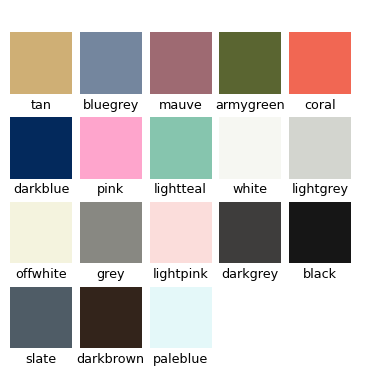 tan bluegrey mauve armygreen coral
darkblue pink lightteal white lightgrey
offwhite grey lightpink darkgrey black
slate darkbrown paleblue